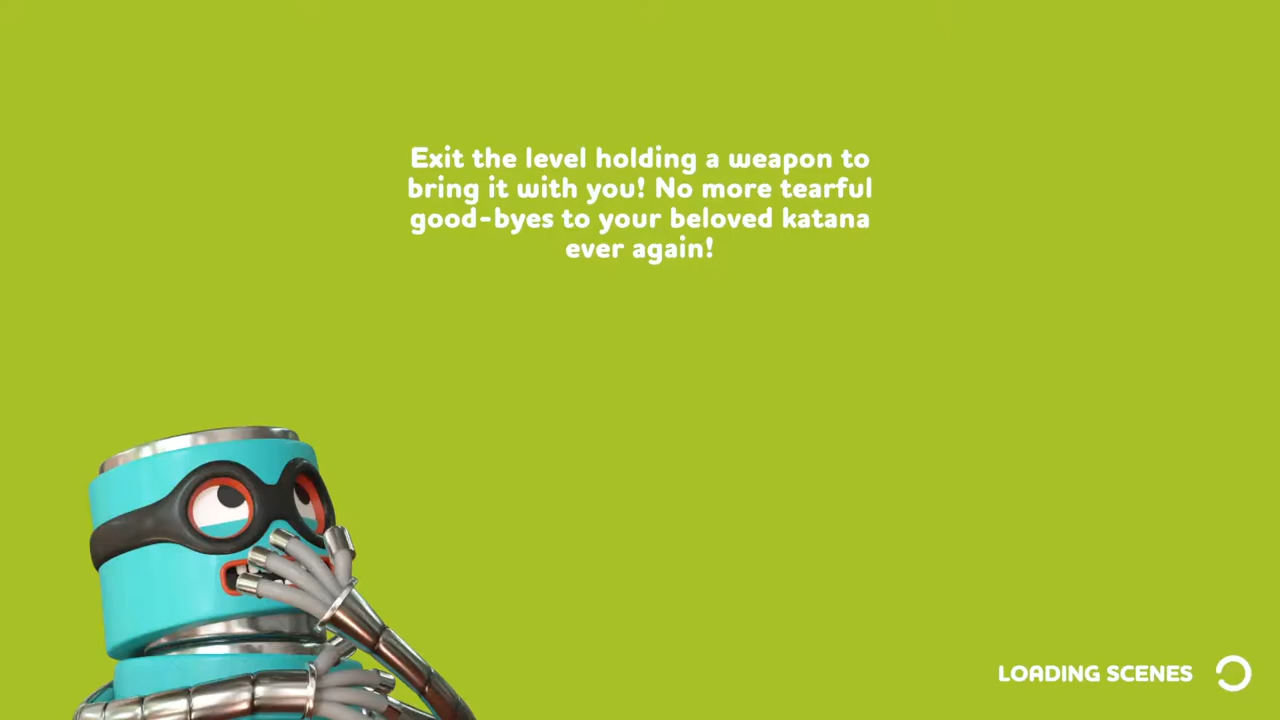 Exit the level holding a weapon to
bring it with you! No more tearful
good-byes to your beloved katana
ever again!
LOADING SCENES